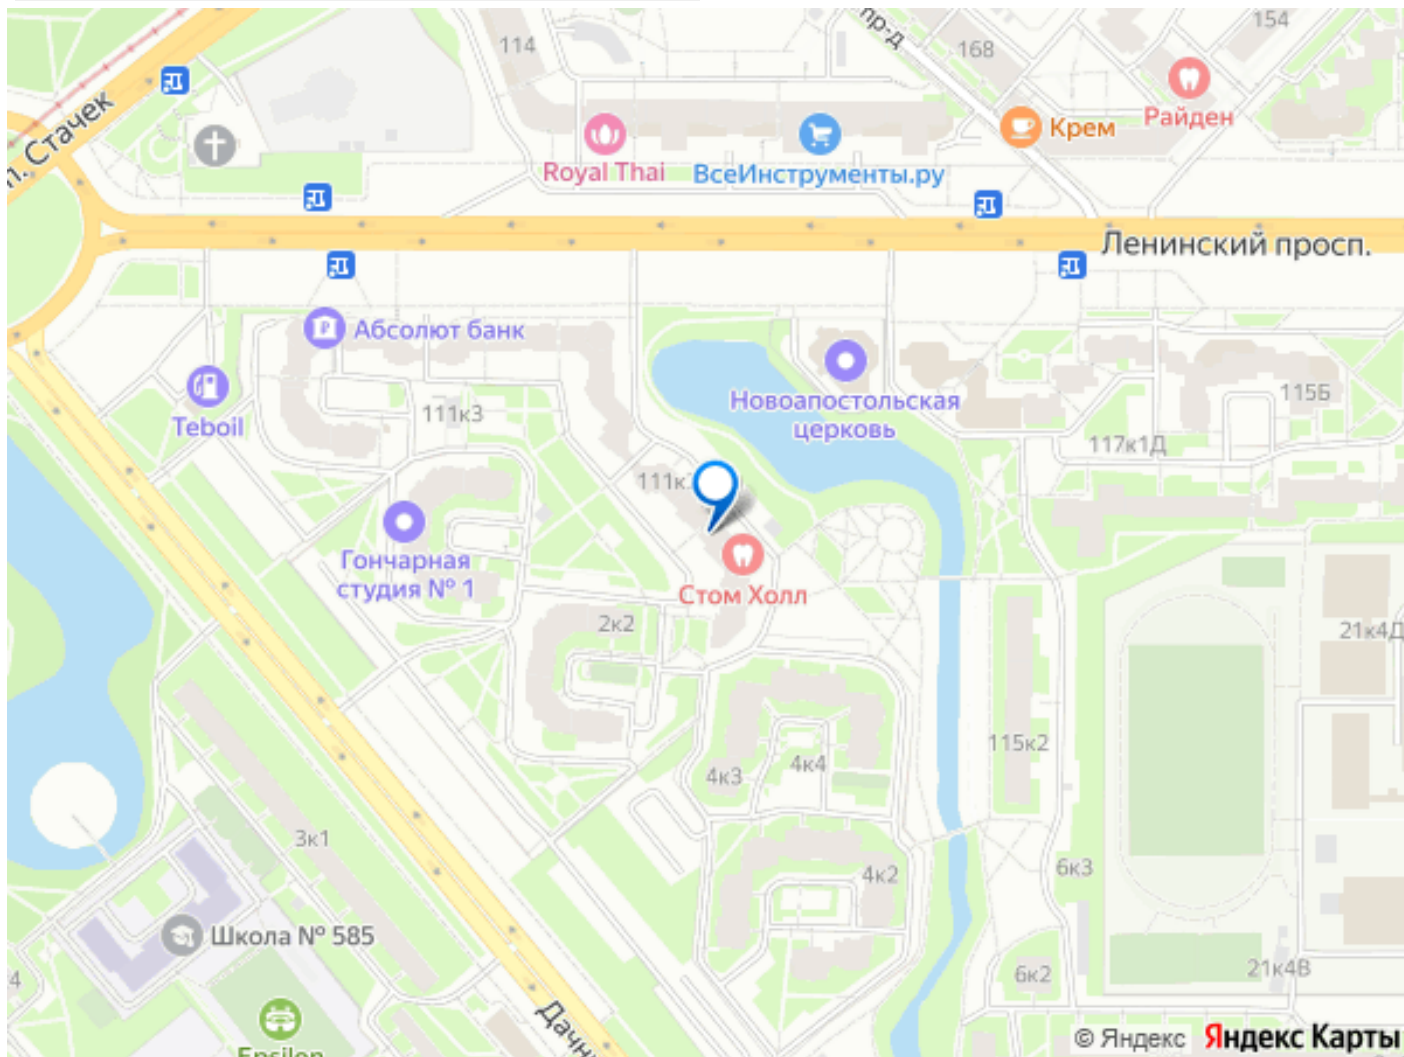 154
114
168
пр-д
Стачек
Райден
Крем
Royal Thai
ВсеИнструменты.ру
Ленинский просп.
Абсолют банк
Teboil
111к3
Новоапостольская
церковь
115Б
117к1Д
Гончарная
студия № 1
Стом Холл
2к2
21к4Д
115к2
4к3
4к4
3к1
4к2
6к3
Школа № 585
6к2
21к4В
© Яндекс Яндекс Карты